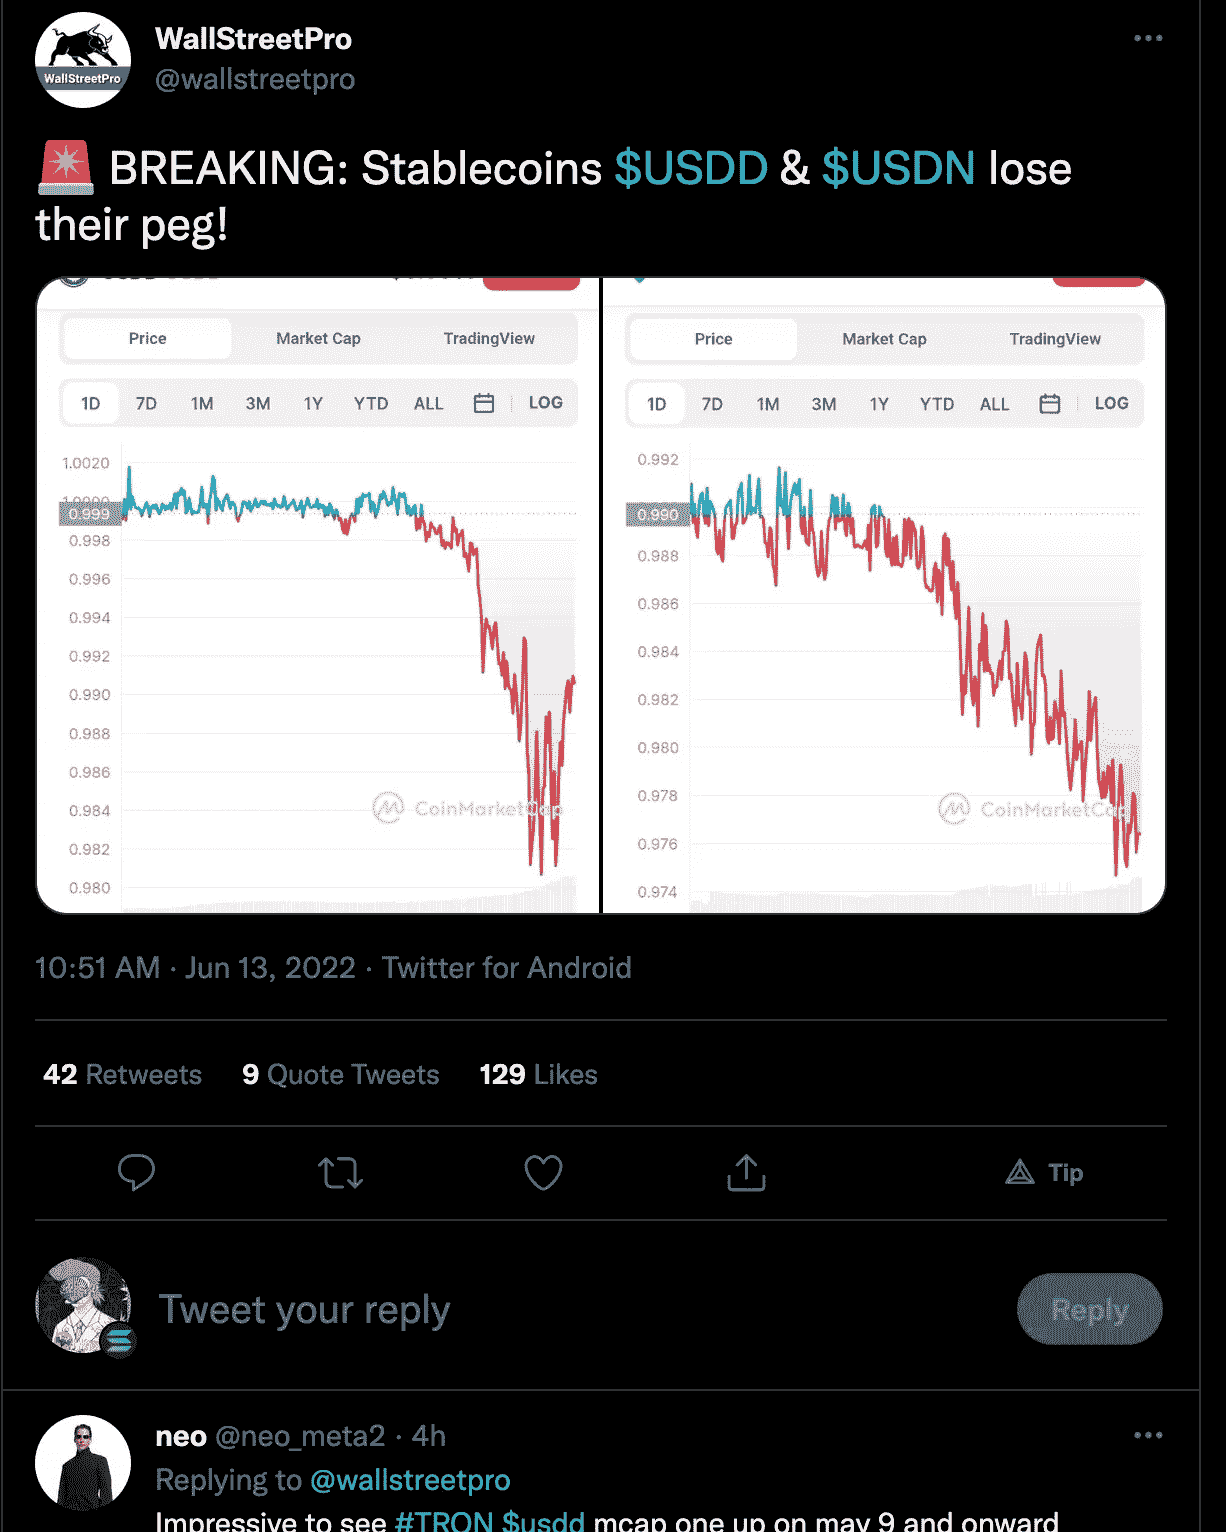 WallStreetPro
WallStreetPro
@wallstreetpro
BREAKING: Stablecoins $USDD & $USDN lose
their peg!
Price Market Cap TradingView
1D 7D 1M 3M 1Y YTD ALL LOG
1.0020
1.0000
0.999
0.998
0.996
0.994
0.992
0.990
0.988
0.986
0.984
0.982
0.980
CoinMarketCap
Price Market Cap TradingView
1D 7D 1M 3M 1Y YTD ALL LOG
0.992
0.990
0.988
0.986
0.984
0.982
0.980
0.978
0.976
0.974
CoinMarketCap
10:51 AM · Jun 13, 2022 · Twitter for Android
42 Retweets 9 Quote Tweets 129 Likes
Tip
Tweet your reply
Reply
neo @neo_meta2 · 4h
Replying to @wallstreetpro
Impressive to see #TRON $usdd mcap one up on may 9 and onward